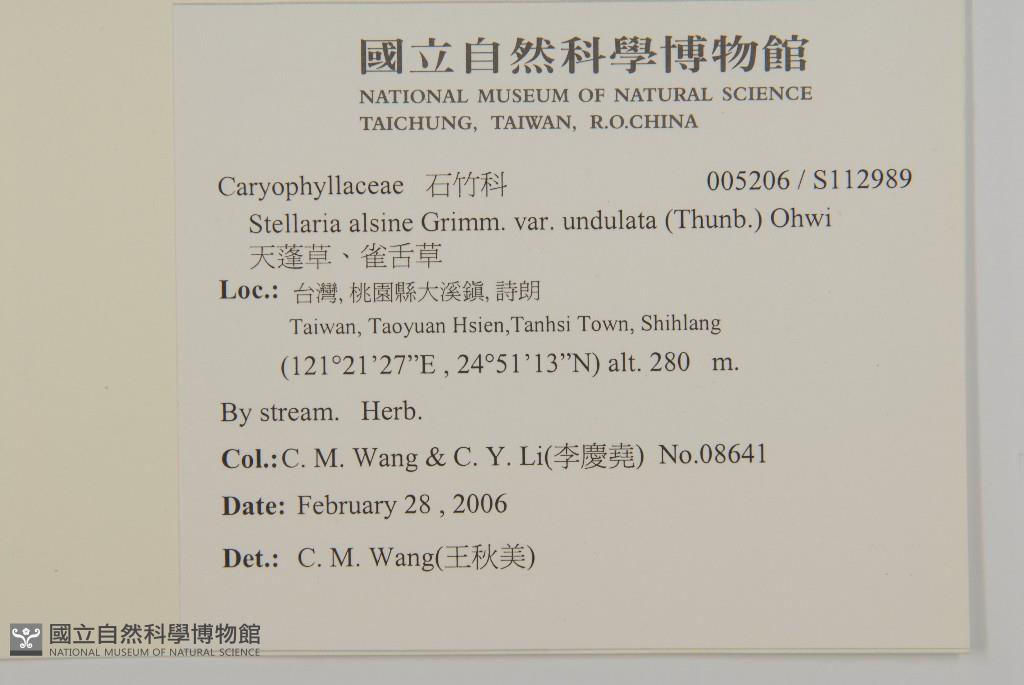 國立自然科學博物館
NATIONAL MUSEUM OF NATURAL SCIENCE
TAICHUNG, TAIWAN, R.O.CHINA
Caryophyllaceae 石竹科 005206 / S112989
Stellaria alsine Grimm. var. undulata (Thunb.) Ohwi
天蓬草、雀舌草
Loc.: 台灣, 桃園縣大溪鎮, 詩朗
Taiwan, Taoyuan Hsien,Tanhsi Town, Shihlang
(121°21’27”E , 24°51’13”N) alt. 280 m.
By stream. Herb.
Col.: C. M. Wang & C. Y. Li(李慶堯) No.08641
Date: February 28 , 2006
Det.: C. M. Wang(王秋美)
國立自然科學博物館
NATIONAL MUSEUM OF NATURAL SCIENCE